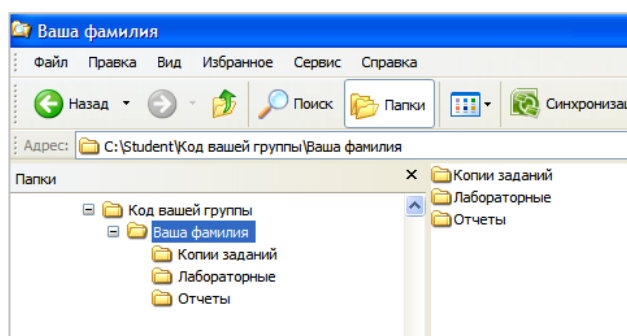 Ваша фамилия
Файл Правка Вид Избранное Сервис Справка
Назад Поиск Папки Синхронизац
Адрес: C:\Student\Код вашей группы\Ваша фамилия
Папки
Код вашей группы
Ваша фамилия
Копии заданий
Лабораторные
Отчеты
Копии заданий
Лабораторные
Отчеты